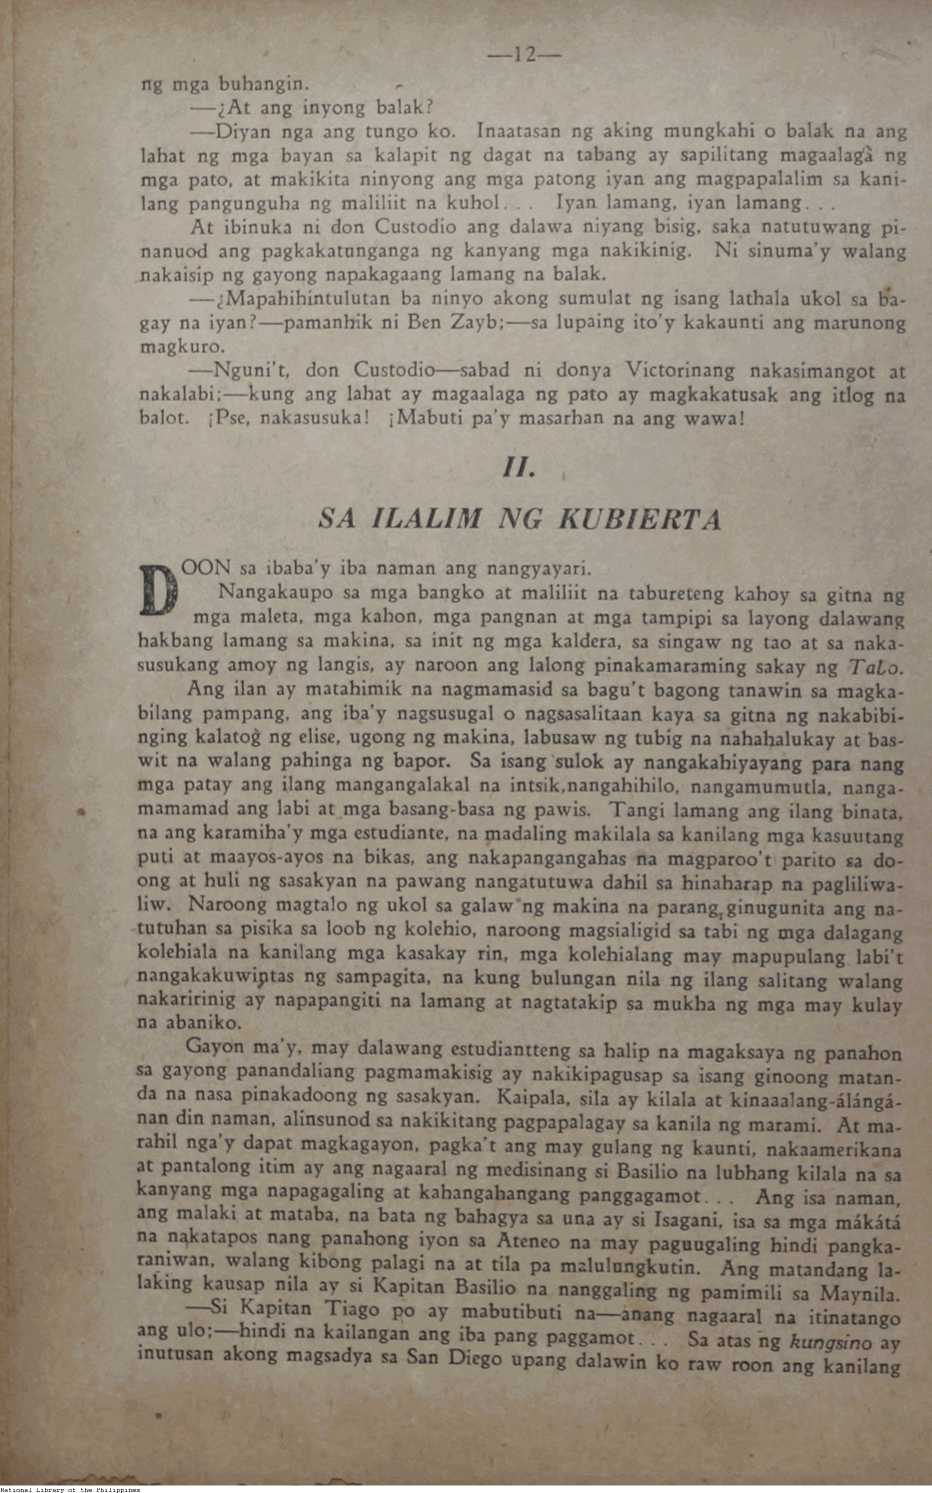 —12—
ng mga buhangin.
—¿At ang inyong balak?
—Diyan nga ang tungo ko. Inaatasan ng aking mungkahi o balak na ang
lahat ng mga bayan sa kalapit ng dagat na tabang ay sapilitang magaalagà ng
mga pato, at makikita ninyong ang mga patong iyan ang magpapalalim sa kani-
lang pangunguha ng maliliit na kuhol. . . Iyan lamang, iyan lamang. . .
At ibinuka ni don Custodio ang dalawa niyang bisig, saka natutuwang pi-
nanuod ang pagkakatunganga ng kanyang mga nakikinig. Ni sinuma'y walang
nakaisip ng gayong napakagaang lamang na balak.
—¿Mapahihintulutan ba ninyo akong sumulat ng isang lathala ukol sa ba-
gay na iyan?—pamanhik ni Ben Zayb;—sa lupaing ito'y kakaunti ang marunong
magkuro.
—Nguni't, don Custodio—sabad ni donya Victorinang nakasimangot at
nakalabi;—kung ang lahat ay magaalaga ng pato ay magkakatusak ang itlog na
balot. ¡Pse, nakasusuka! ¡Mabuti pa'y masarhan na ang wawa!
II.
SA ILALIM NG KUBIERTA
DOON sa ibaba'y iba naman ang nangyayari.
Nangakaupo sa mga bangko at maliliit na tabureteng kahoy sa gitna ng
mga maleta, mga kahon, mga pangnan at mga tampipi sa layong dalawang
hakbang lamang sa makina, sa init ng mga kaldera, sa singaw ng tao at sa naka-
susukang amoy ng langis, ay naroon ang lalong pinakamaraming sakay ng Tabo.
Ang ilan ay matahimik na nagmamasid sa bagu't bagong tanawin sa magka-
bilang pampang, ang iba'y nagsusugal o nagsasalitaan kaya sa gitna ng nakabibi-
nging kalatog ng elise, ugong ng makina, labusaw ng tubig na nahahalukay at bas-
wit na walang pahinga ng bapor. Sa isang sulok ay nangakahiyayang para nang
mga patay ang ilang mangangalakal na intsik,nangahihilo, nangamumutla, nanga-
mamamad ang labi at mga basang-basa ng pawis. Tangi lamang ang ilang binata,
na ang karamiha'y mga estudiante, na madaling makilala sa kanilang mga kasuutang
puti at maayos-ayos na bikas, ang nakapangangahas na magparoo't parito sa do-
ong at huli ng sasakyan na pawang nangatutuwa dahil sa hinaharap na pagliliwa-
liw. Naroong magtalo ng ukol sa galaw ng makina na parang ginugunita ang na-
tutuhan sa pisika sa loob ng kolehio, naroong magsialigid sa tabi ng mga dalagang
kolehiala na kanilang mga kasakay rin, mga kolehialang may mapupulang labi't
nangakakuwintas ng sampagita, na kung bulungan nila ng ilang salitang walang
nakaririnig ay napapangiti na lamang at nagtatakip sa mukha ng mga may kulay
na abaniko.
Gayon ma'y, may dalawang estudiantteng sa halip na magaksaya ng panahon
sa gayong panandaliang pagmamakisig ay nakikipagusap sa isang ginoong matan-
da na nasa pinakadoong ng sasakyan. Kaipala, sila ay kilala at kinaaalang-álángá-
nan din naman, alinsunod sa nakikitang pagpapalagay sa kanila ng marami. At ma-
rahil nga'y dapat magkagayon, pagka't ang may gulang ng kaunti, nakaamerikana
at pantalong itim ay ang nagaaral ng medisinang si Basilio na lubhang kilala na sa
kanyang mga napagagaling at kahangahangang panggagamot. . . Ang isa naman,
ang malaki at mataba, na bata ng bahagya sa una ay si Isagani, isa sa mga mákátá
na nakatapos nang panahong iyon sa Ateneo na may paguugaling hindi pangka-
raniwan, walang kibong palagi na at tila pa malulungkutin. Ang matandang la-
laking kausap nila ay si Kapitan Basilio na nanggaling ng pamimili sa Maynila.
—Si Kapitan Tiago po ay mabutibuti na—anang nagaaral na itinatango
ang ulo;—hindi na kailangan ang iba pang paggamot. . . Sa atas ng kungsino ay
inutusan akong magsadya sa San Diego upang dalawin ko raw roon ang kanilang
National Library of the Philippines